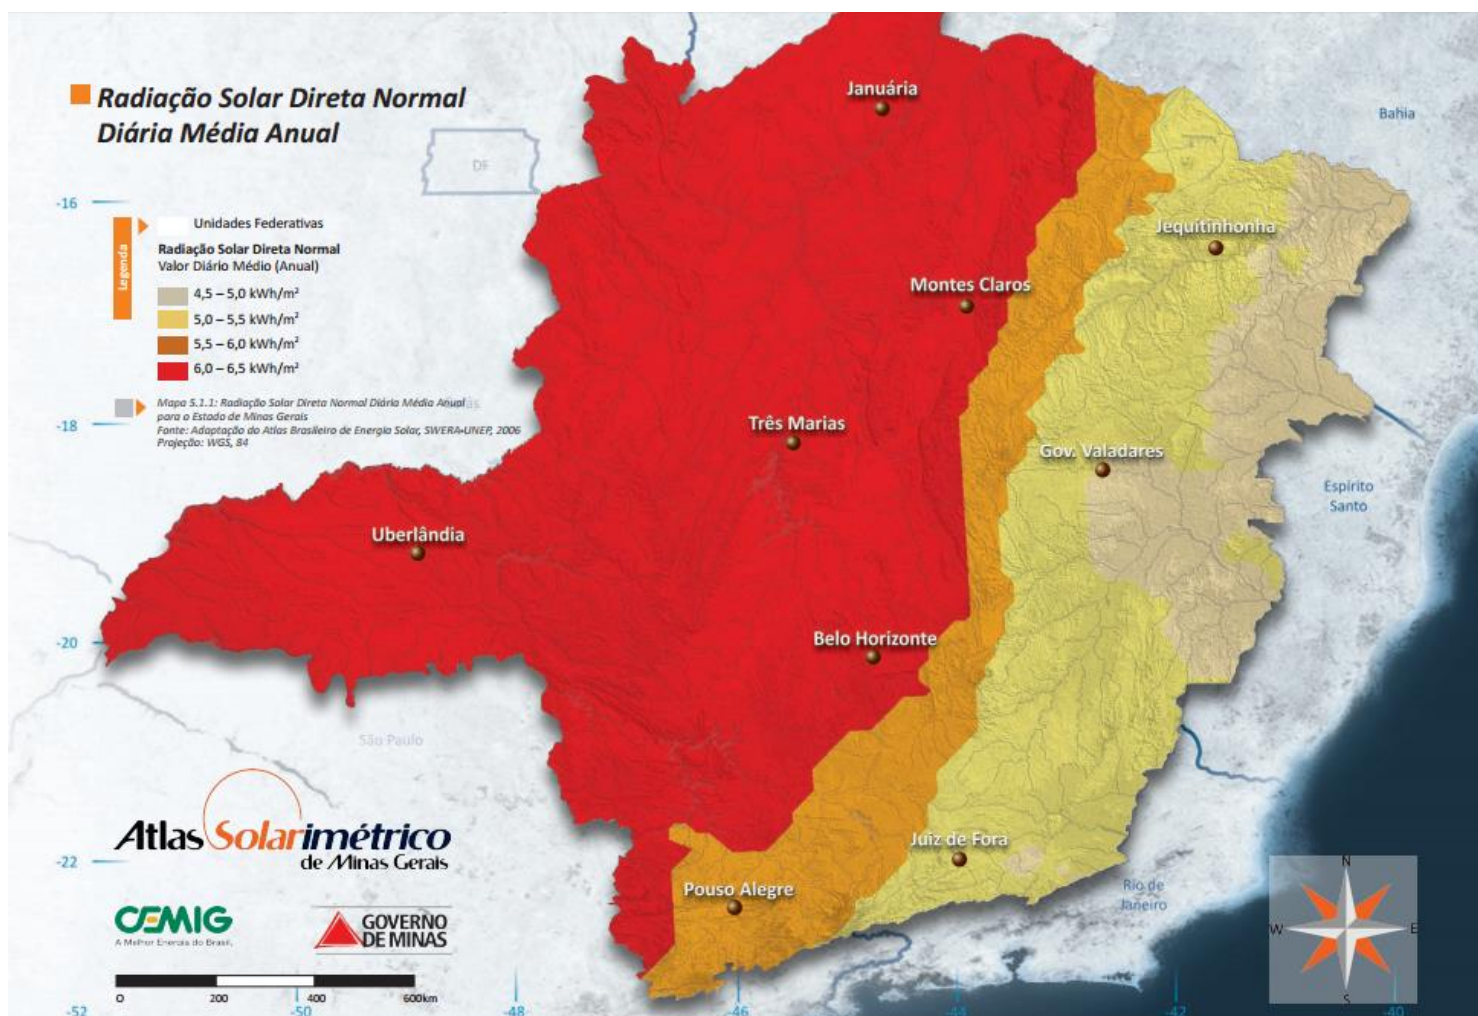 Radiação Solar Direta Normal
Diária Média Anual
DF
Januária
Bahia
-16
Legenda
Unidades Federativas
Radiação Solar Direta Normal
Valor Diário Médio (Anual)
4,5 – 5,0 kWh/m²
5,0 – 5,5 kWh/m²
5,5 – 6,0 kWh/m²
6,0 – 6,5 kWh/m²
Mapa 5.1.1: Radiação Solar Direta Normal Diária Média Anual
para o Estado de Minas Gerais
Fonte: Adaptação do Atlas Brasileiro de Energia Solar, SWERA-UNEP, 2006
Projeção: WGS, 84
Jequitinhonha
Montes Claros
-18
Três Marias
Gov. Valadares
Espírito
Santo
Uberlândia
-20
Belo Horizonte
São Paulo
Atlas Solarimétrico
de Minas Gerais
-22
Juiz de Fora
Pouso Alegre
Rio de
Janeiro
CEMIG
A Melhor Energia do Brasil.
GOVERNO
DE MINAS
N
W
E
S
0
200
400
600km
-52
-50
-48
-46
-44
-42
-40